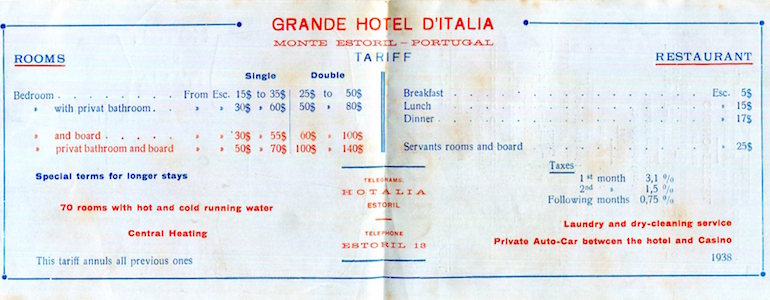 GRANDE HOTEL D'ITALIA
MONTE ESTORIL - PORTUGAL
TARIFF
ROOMS
Single Double
Bedroom . . . . . . . . . . From Esc. 15$ to 35$ 25$ to 50$
» with privat bathroom . . » » 30$ » 60$ 50$ » 80$
» and board . . . . . » » 30$ » 55$ 60$ » 100$
» privat bathroom and board » » 50$ » 70$ 100$ » 140$
Special terms for longer stays
70 rooms with hot and cold running water
Central Heating
This tariff annuls all previous ones
TELEGRAMS:
HOTALIA
ESTORIL
TELEPHONE
ESTORIL 13
RESTAURANT
Breakfast . . . . . . . . . . Esc. 5$
Lunch . . . . . . . . . . » 15$
Dinner . . . . . . . . . . » 17$
Servants rooms and board . . . . . » 25$
Taxes
1st month 3,1 %
2nd » 1,5 %
Following months 0,75 %
Laundry and dry-cleaning service
Private Auto-Car between the hotel and Casino
1938